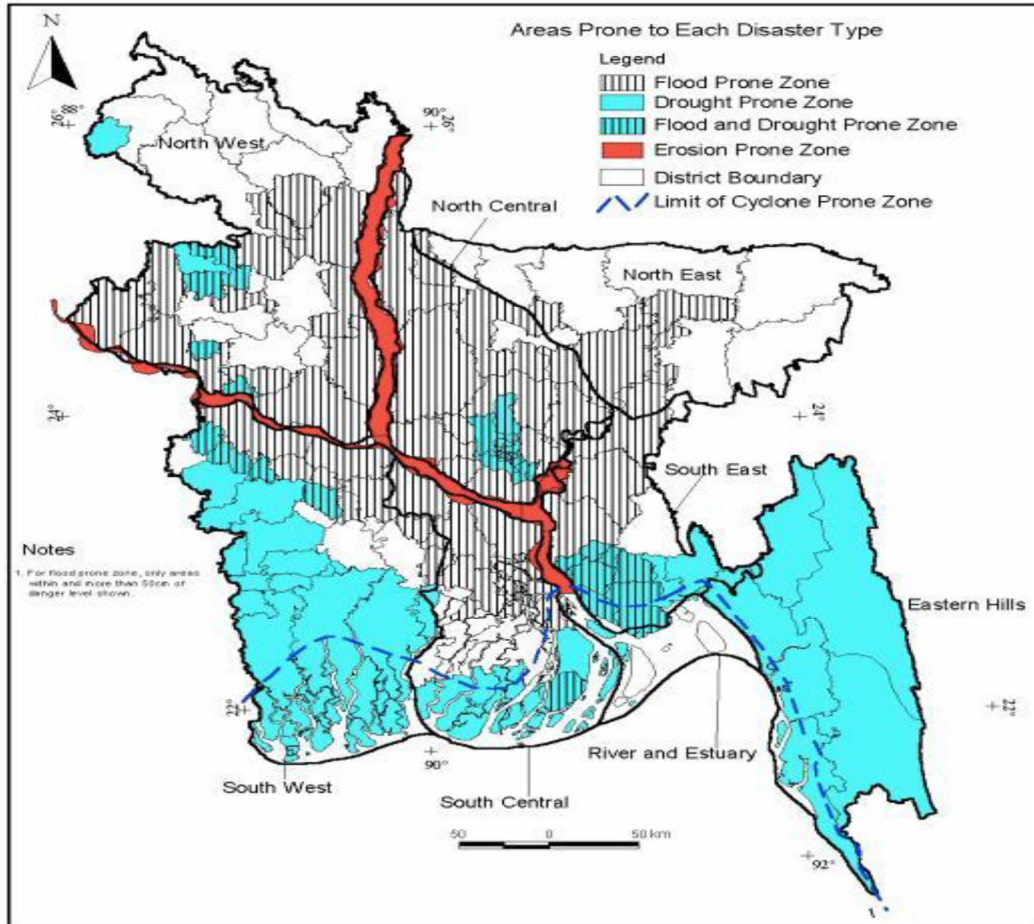 Areas Prone to Each Disaster Type
Legend
Flood Prone Zone
Drought Prone Zone
Flood and Drought Prone Zone
Erosion Prone Zone
District Boundary
Limit of Cyclone Prone Zone
N
26° 88°
90° 26°
North West
North Central
North East
24°
24°
South East
Notes
1. For flood prone zone, only areas
within and more than 50cm of
danger level shown.
Eastern Hills
22°
22°
River and Estuary
90°
South West
South Central
50 0 50 km
92°